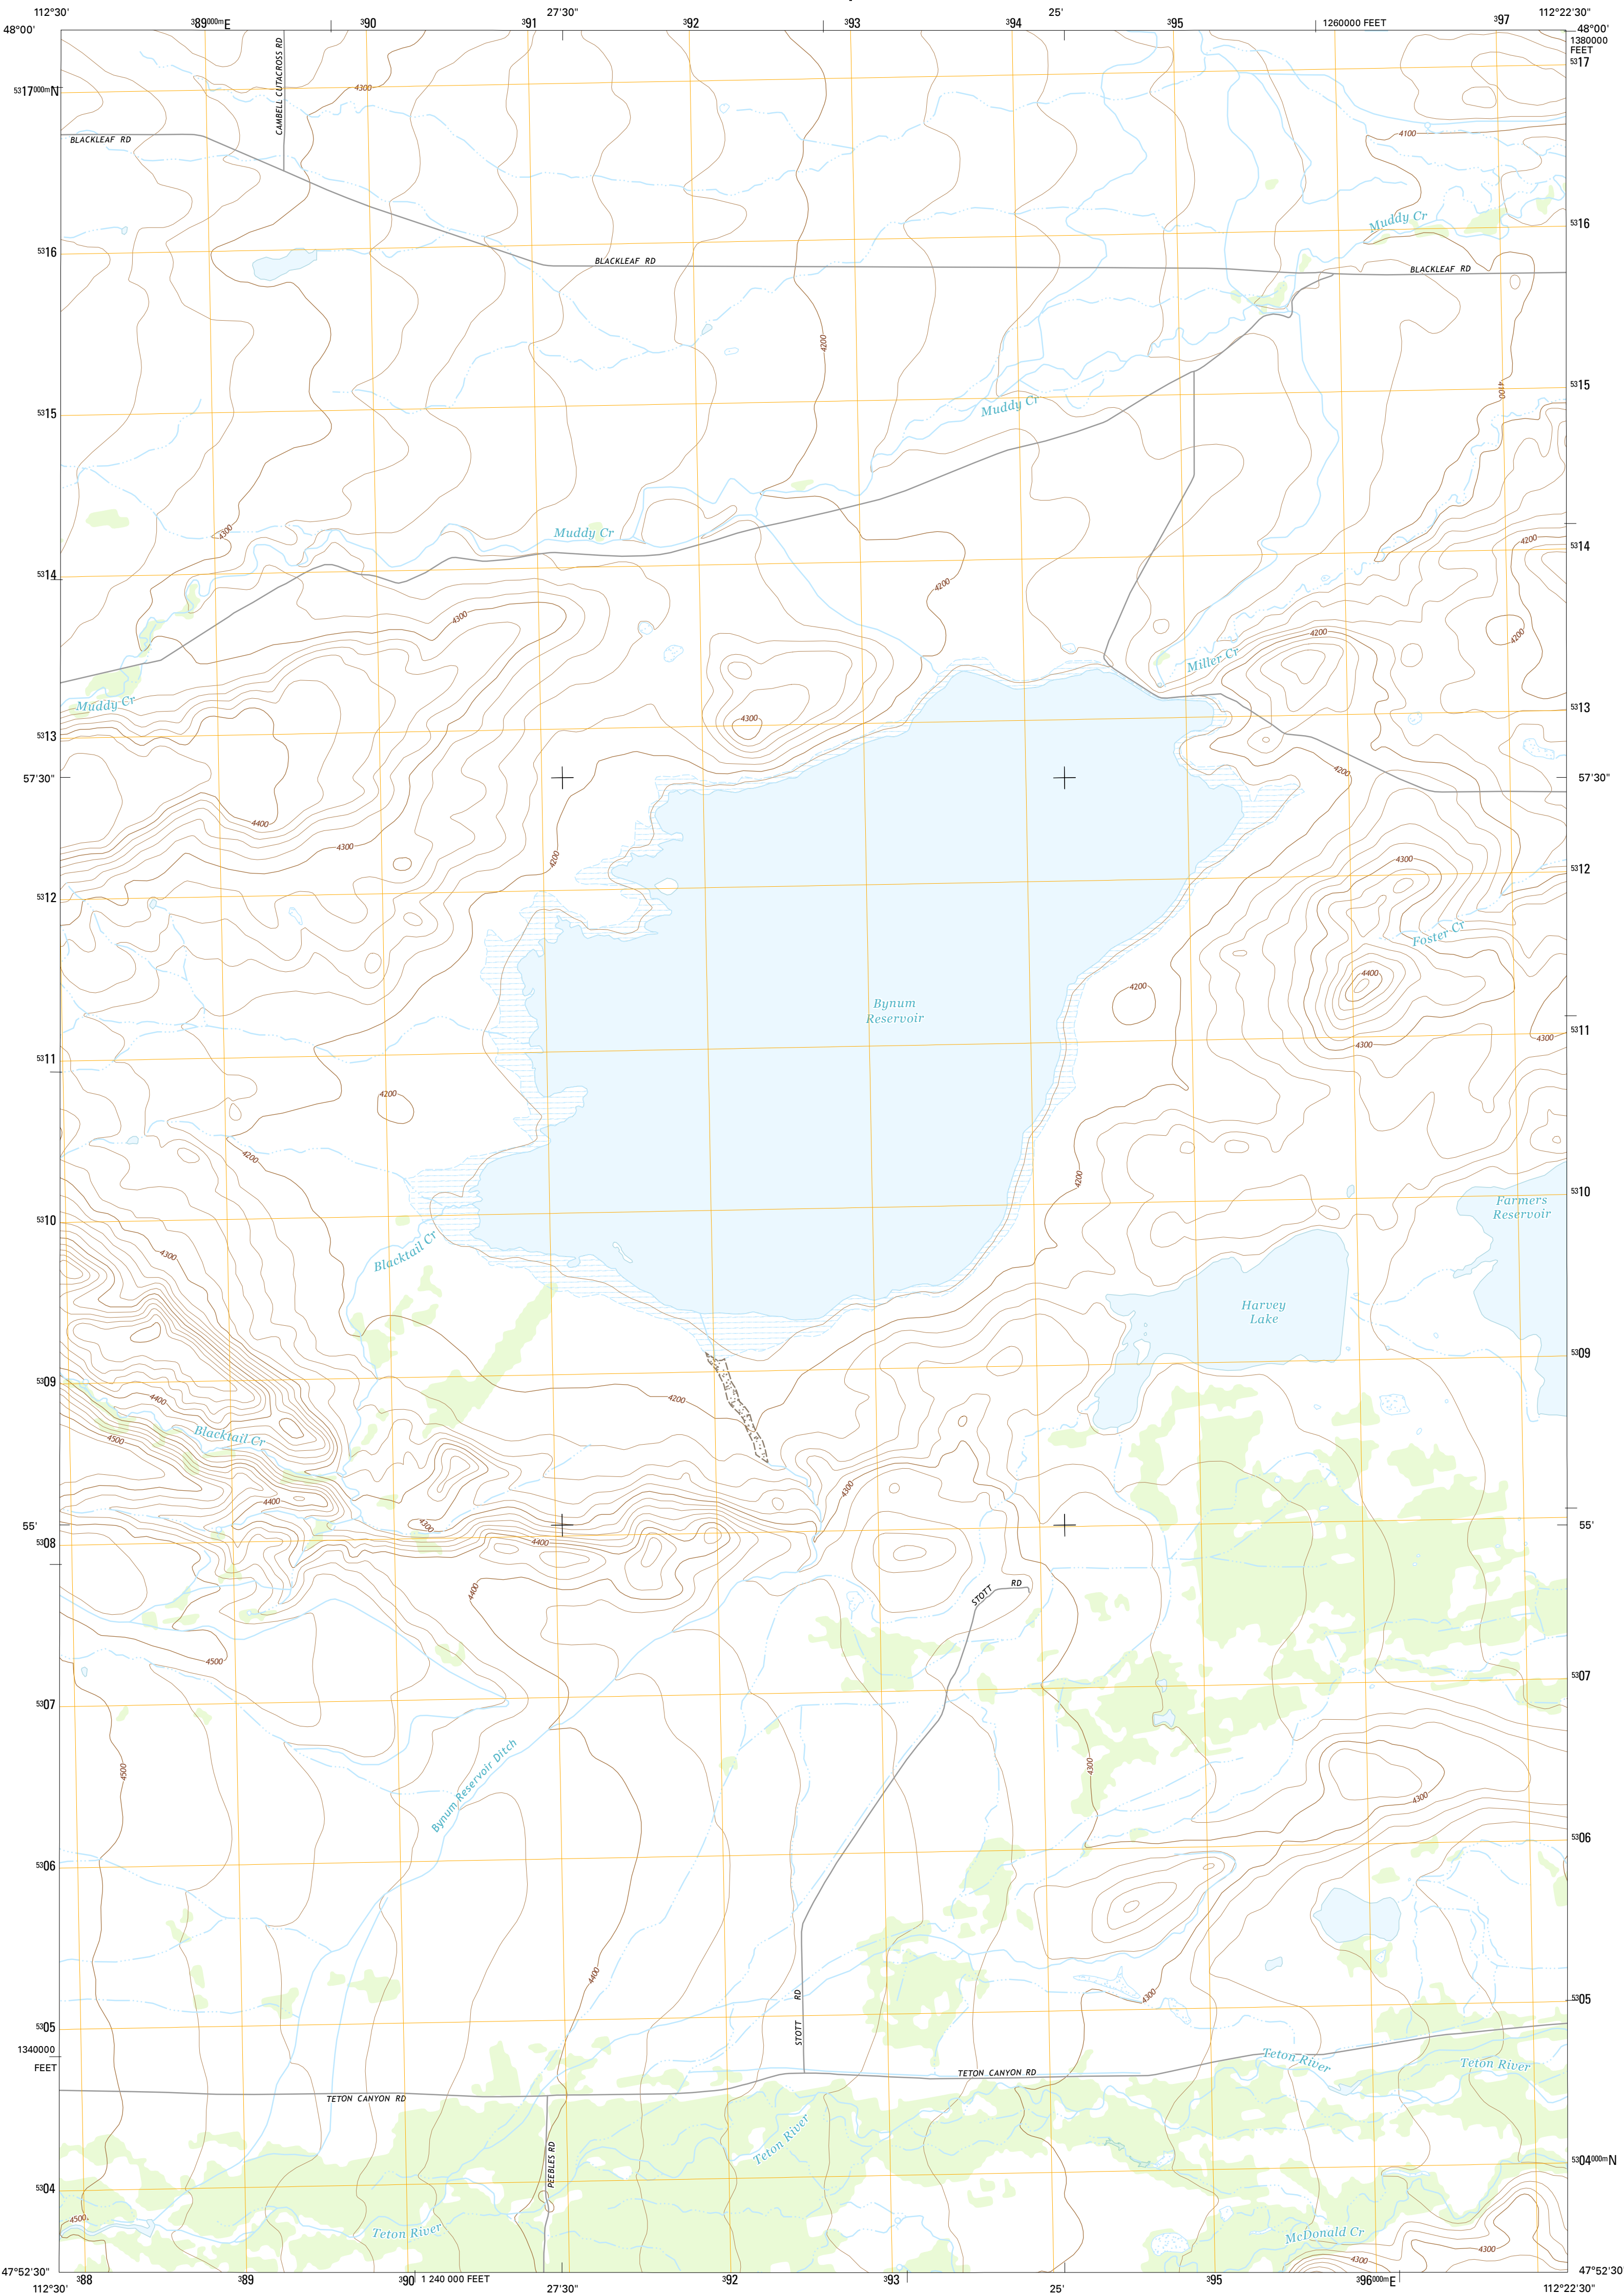 112°30'
³89⁰⁰⁰ᵐE
³90
³91
27'30"
³92
³93
³94
25'
³95
1260000 FEET
³97
112°22'30"
48°00'
48°00'
1380000
FEET
⁵³17
⁵³17⁰⁰⁰ᵐN
CAMBELL CUTACROSS RD
4300
4100
BLACKLEAF RD
Muddy Cr
⁵³16
⁵³16
BLACKLEAF RD
BLACKLEAF RD
4200
⁵³15
⁵³15
4100
Muddy Cr
4300
Muddy Cr
4200
⁵³14
⁵³14
4200
4300
4200
4200
Miller Cr
Muddy Cr
4300
⁵³13
⁵³13
57'30"
57'30"
4200
4400
4300
4200
4300
⁵³12
⁵³12
Foster Cr
4400
4200
Bynum
Reservoir
4300
4300
⁵³11
⁵³11
4200
4200
4200
⁵³10
⁵³10
Farmers
Reservoir
4300
Blacktail Cr
Harvey
Lake
⁵³09
⁵³09
4400
4200
Blacktail Cr
4500
4300
4400
4300
4400
55'
55'
⁵³08
4400
STOTT RD
4500
⁵³07
⁵³07
4500
Bynum Reservoir Ditch
4300
4300
⁵³06
⁵³06
4400
4300
STOTT RD
⁵³05
⁵³05
1340000
FEET
Teton River
Teton River
TETON CANYON RD
TETON CANYON RD
Teton River
PEEBLES RD
⁵³04
⁵³04⁰⁰⁰ᵐN
4500
Teton River
McDonald Cr
4300
4300
47°52'30"
47°52'30"
³88
³89
³90
1 240 000 FEET
27'30"
³92
³93
25'
³95
³96⁰⁰⁰ᵐE
112°30'
112°22'30"